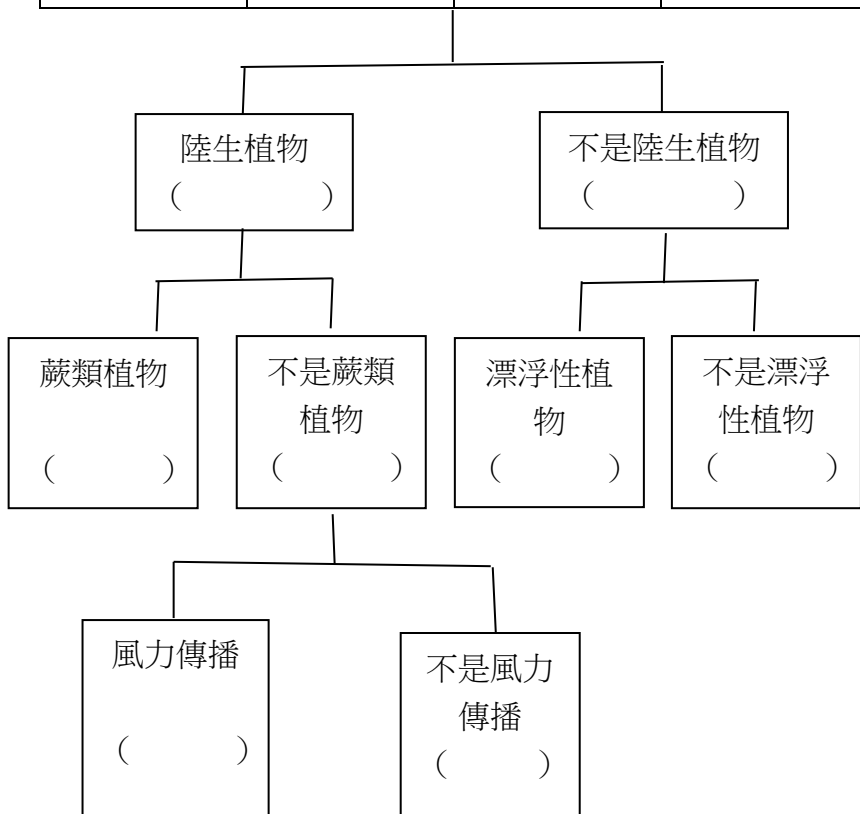 陸生植物
（　　　　）
不是陸生植物
（　　　　）
蕨類植物
（　　　　）
不是蕨類
植物
（　　　　）
漂浮性植
物
（　　　　）
不是漂浮
性植物
（　　　　）
風力傳播
（　　　　）
不是風力
傳播
（　　　　）